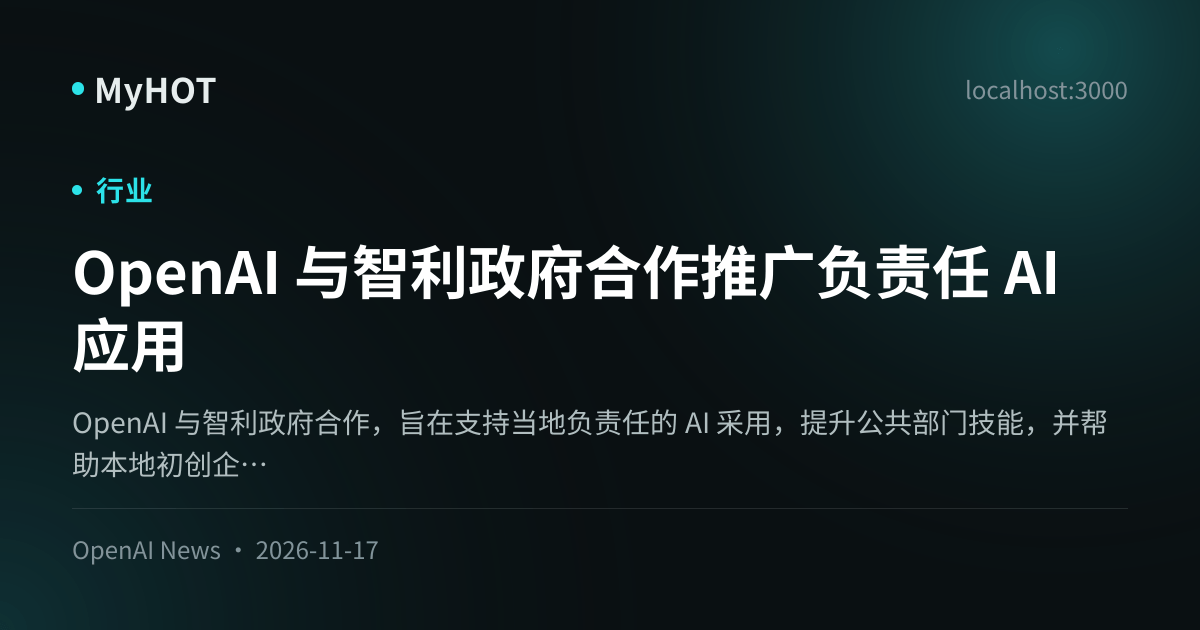 MyHOT
localhost:3000
行业
OpenAI 与智利政府合作推广负责任 AI
应用
OpenAI 与智利政府合作，旨在支持当地负责任的 AI 采用，提升公共部门技能，并帮
助本地初创企…
OpenAI News · 2026-11-17